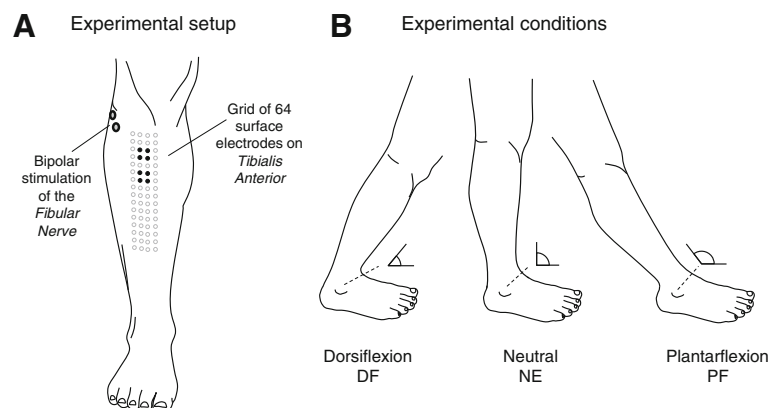 A Experimental setup
Grid of 64
surface
electrodes on
Tibialis
Anterior
Bipolar
stimulation
of the
Fibular
Nerve
B Experimental conditions
Dorsiflexion
DF
Neutral
NE
Plantarflexion
PF